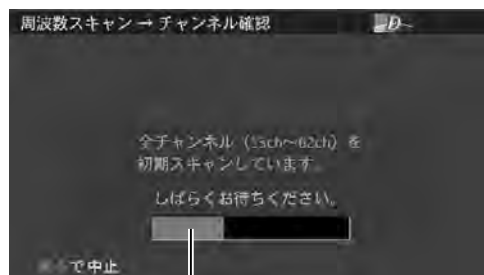 周波数スキャン → チャンネル確認
全チャンネル (13ch～62ch) を
初期スキャンしています。
しばらくお待ちください。
で中止